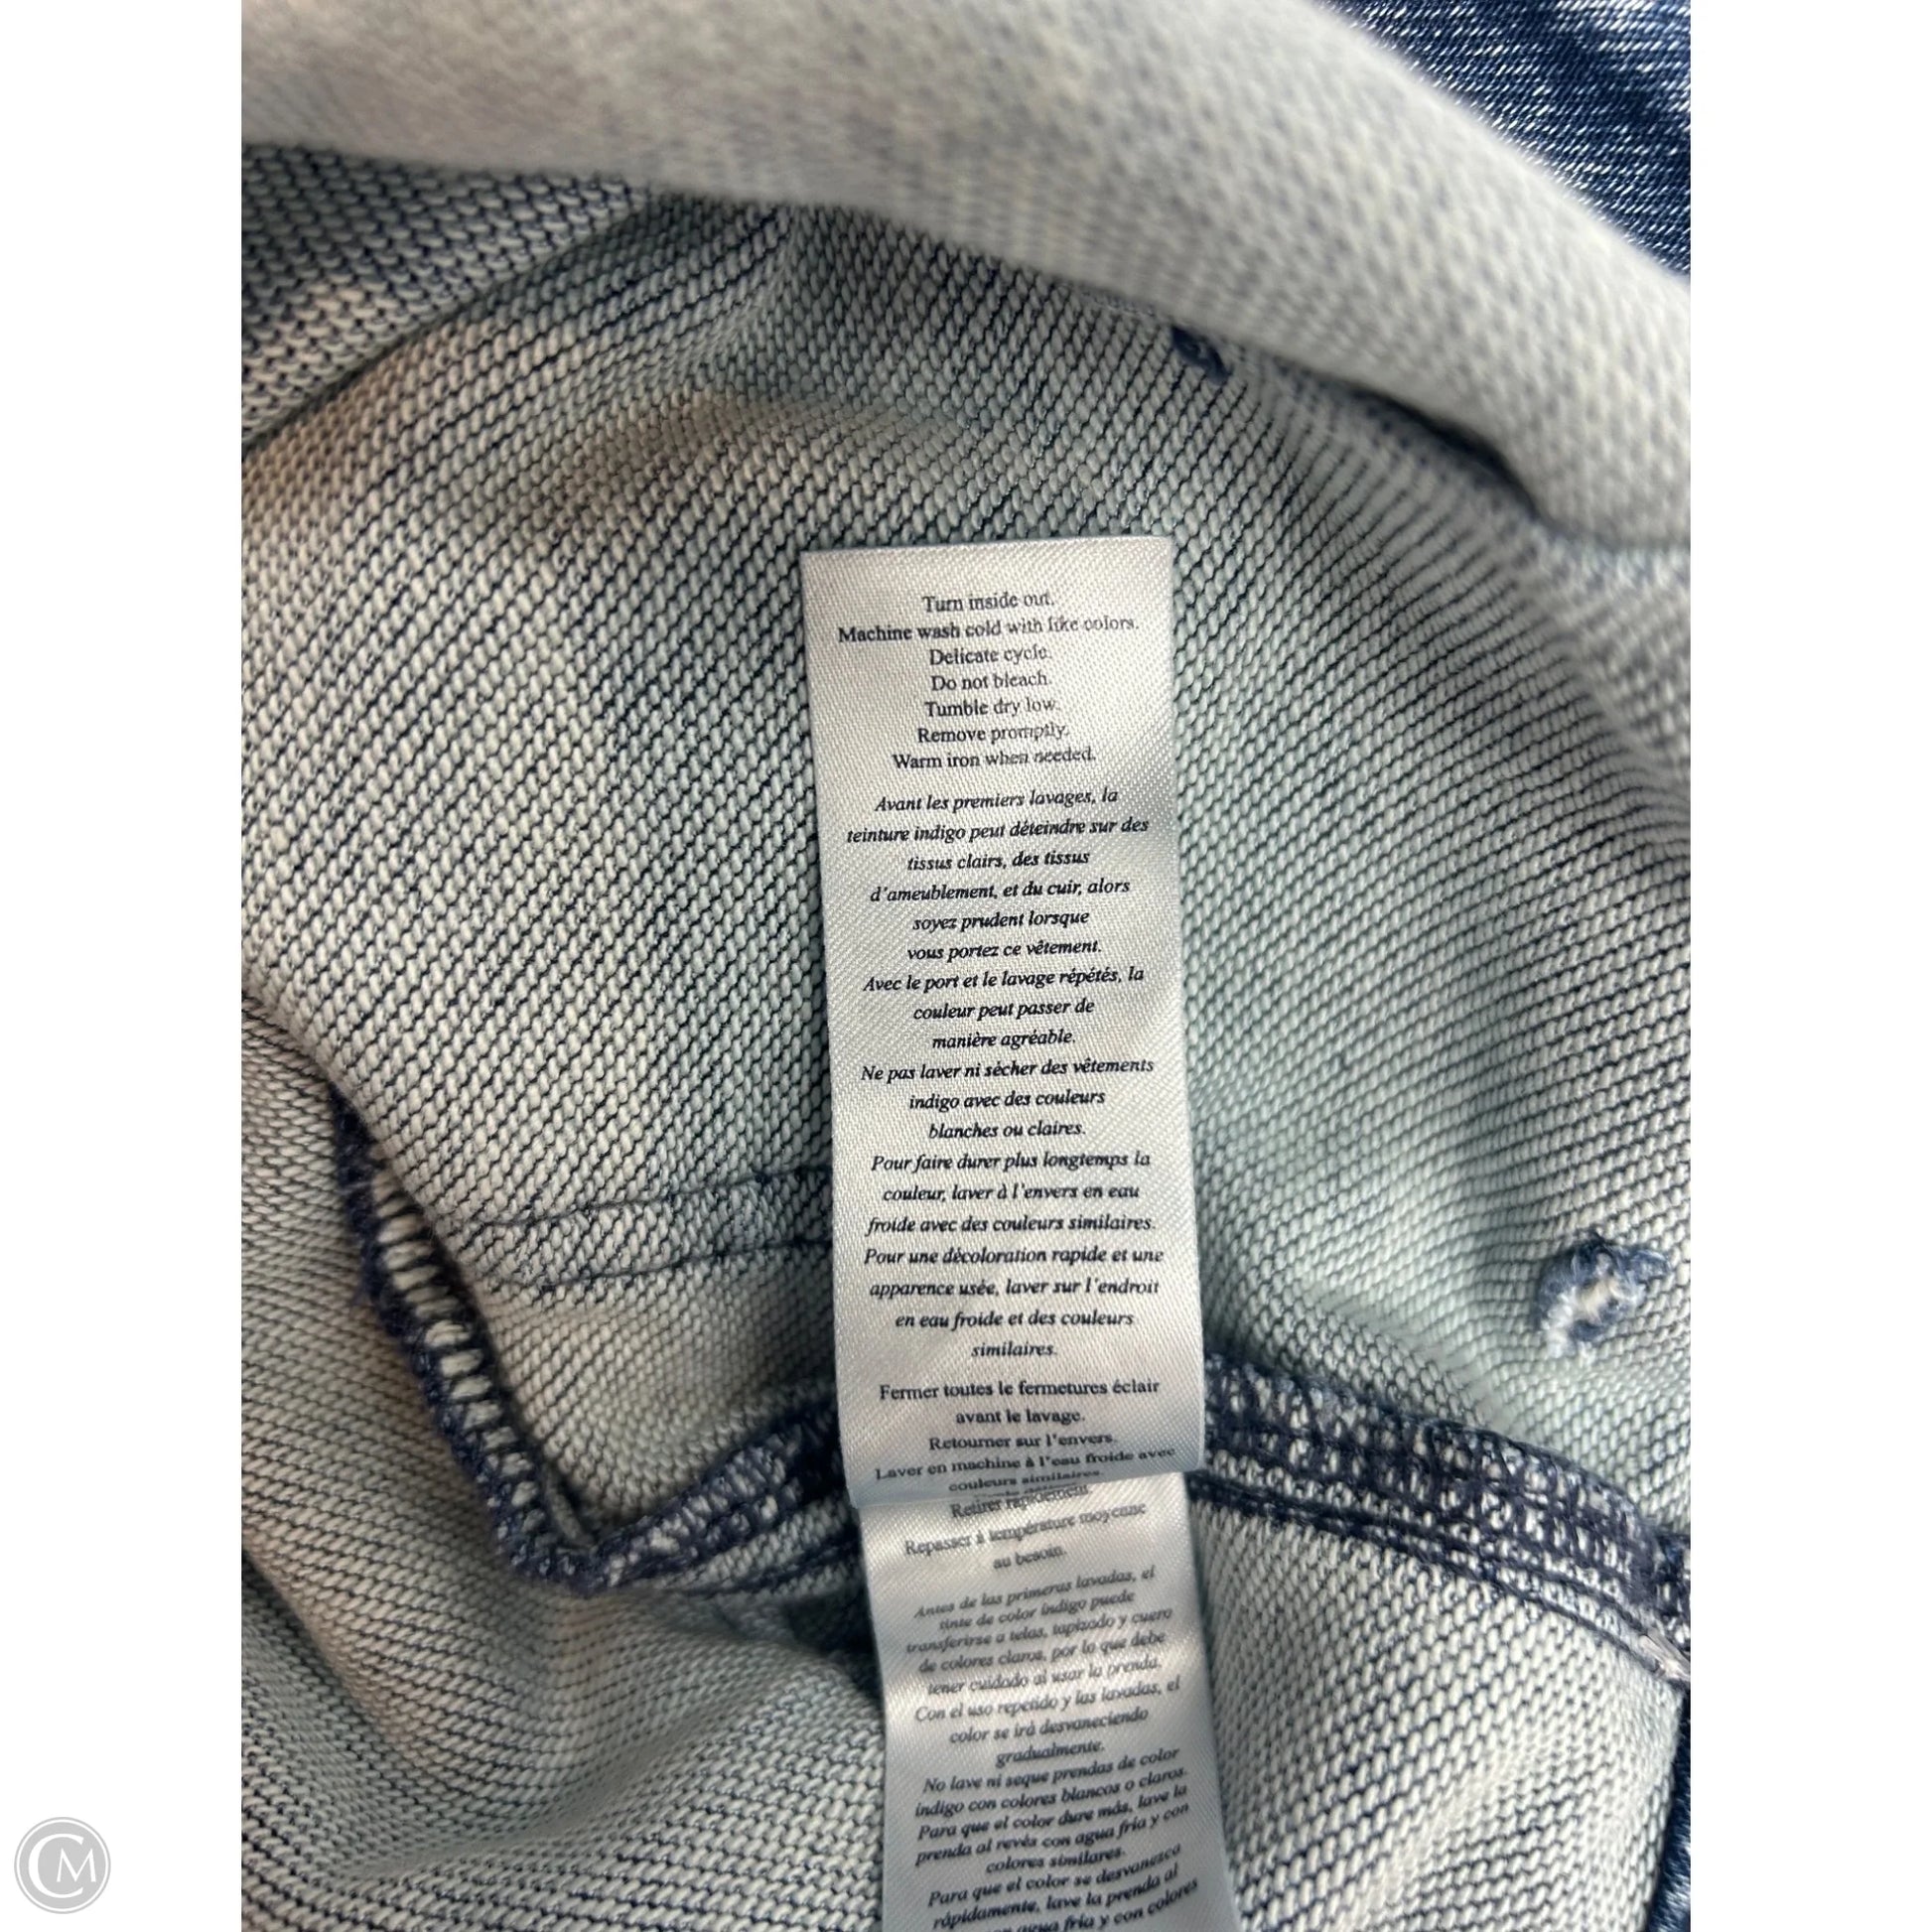 Turn inside out.
Machine wash cold with like colors.
Delicate cycle.
Do not bleach.
Tumble dry low.
Remove promptly.
Warm iron when needed.
Avant les premiers lavages, la
teinture indigo peut déteindre sur des
tissus clairs, des tissus
d'ameublement, et du cuir, alors
soyez prudent lorsque
vous portez ce vêtement.
Avec le port et le lavage répétés, la
couleur peut passer de
manière agréable.
Ne pas laver ni sécher des vêtements
indigo avec des couleurs
blanches ou claires.
Pour faire durer plus longtemps la
couleur, laver à l'envers en eau
froide avec des couleurs similaires.
Pour une décoloration rapide et une
apparence usée, laver sur l'endroit
en eau froide et des couleurs
similaires.
Fermer toutes le fermetures éclair
avant le lavage.
Retourner sur l'envers.
Laver en machine à l'eau froide avec
couleurs similaires.
Retirer rapidement
Repasser à température moyenne
au besoin.
Antes de las primeras lavadas, el
tinte de color índigo puede
transferirse a telas, tapizado y cuero
de colores claros, por lo que debe
tener cuidado al usar la prenda.
Con el uso repetido y las lavadas, el
color se irá desvaneciendo
gradualmente.
No lave ni seque prendas de color
índigo con colores blancos o claros.
Para que el color dure más, lave la
prenda al revés con agua fría y con
colores similares.
Para que el color se desvanezca
rápidamente, lave la prenda al
agua fría y con colores
CM